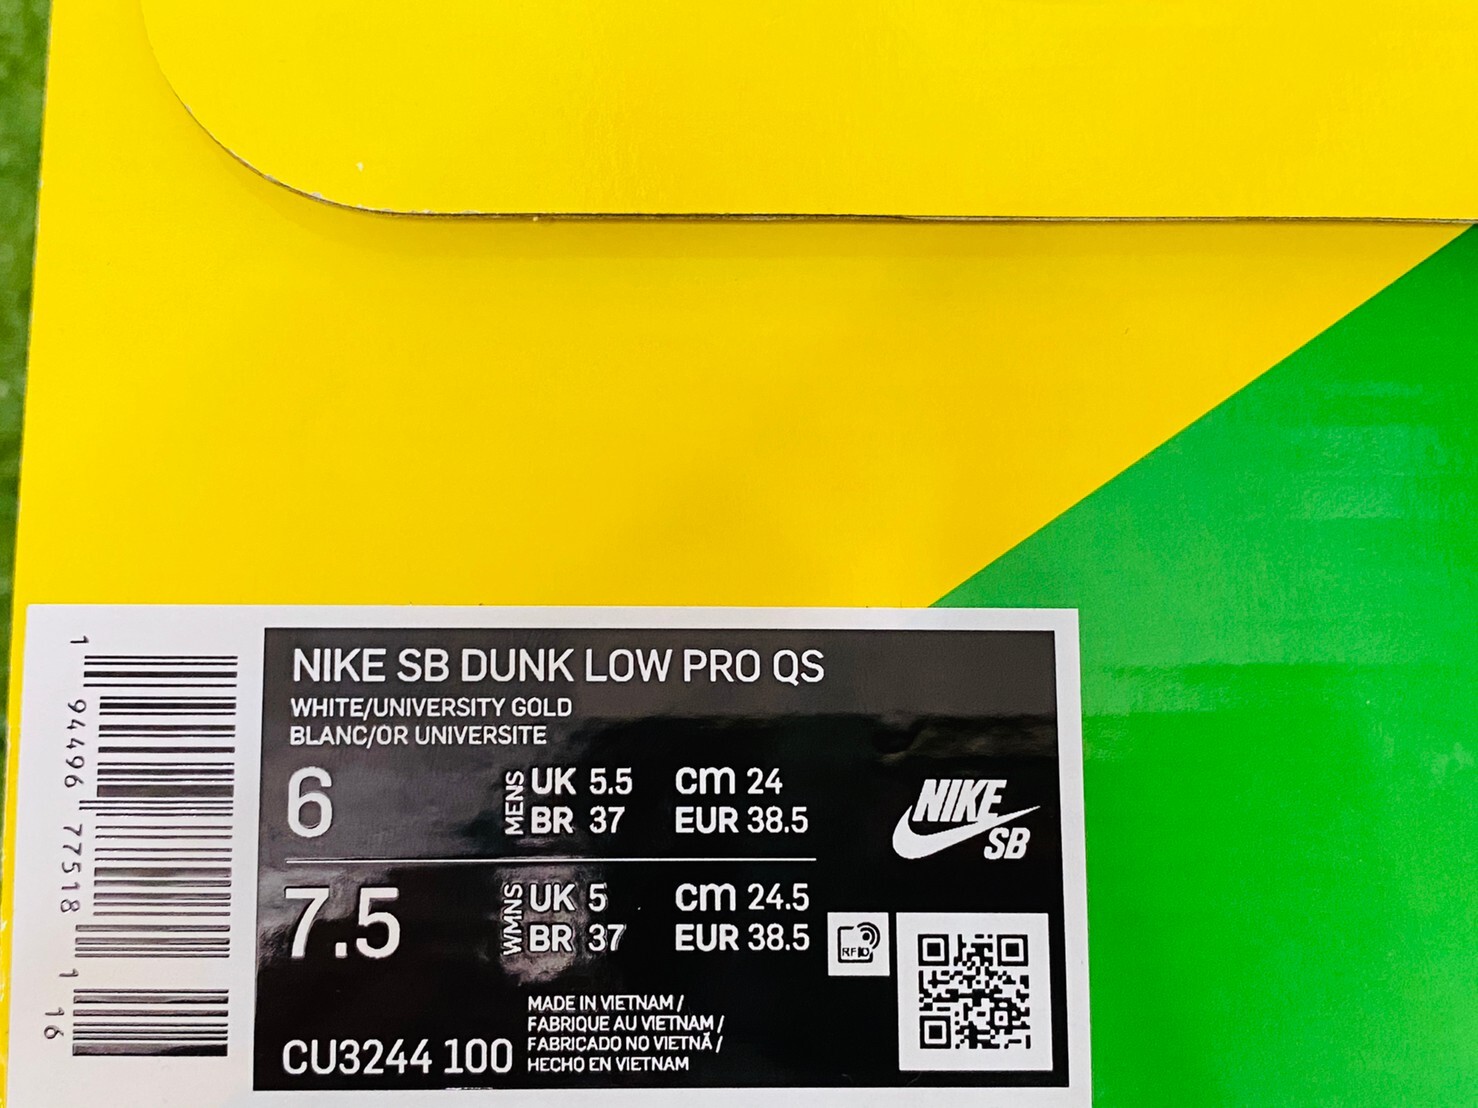 NIKE SB DUNK LOW PRO QS
WHITE/UNIVERSITY GOLD
BLANC/OR UNIVERSITE
6
MENS
UK 5.5 cm 24
BR 37 EUR 38.5
7.5
WMNS
UK 5 cm 24.5
BR 37 EUR 38.5
NIKE
SB
RFID
MADE IN VIETNAM /
FABRIQUE AU VIETNAM /
FABRICADO NO VIETNÃ /
HECHO EN VIETNAM
CU3244 100
1 94496 77518 1 16